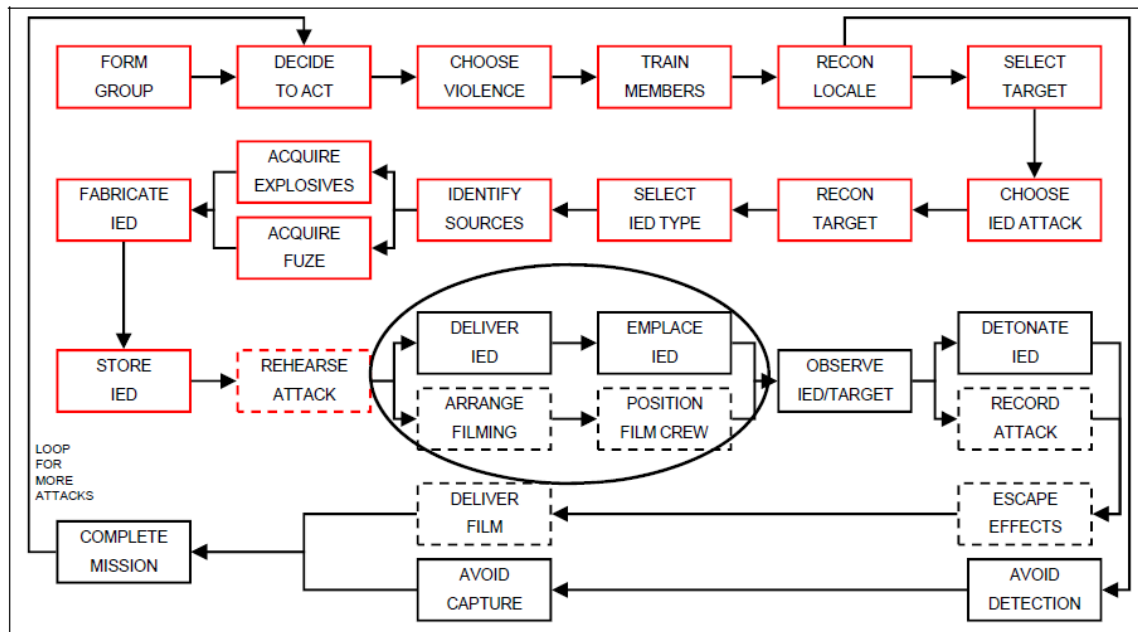 FORM
GROUP
DECIDE
TO ACT
CHOOSE
VIOLENCE
TRAIN
MEMBERS
RECON
LOCALE
SELECT
TARGET
FABRICATE
IED
ACQUIRE
EXPLOSIVES
ACQUIRE
FUZE
IDENTIFY
SOURCES
SELECT
IED TYPE
RECON
TARGET
CHOOSE
IED ATTACK
STORE
IED
REHEARSE
ATTACK
DELIVER
IED
EMPLACE
IED
ARRANGE
FILMING
POSITION
FILM CREW
OBSERVE
IED/TARGET
DETONATE
IED
RECORD
ATTACK
LOOP
FOR
MORE
ATTACKS
DELIVER
FILM
ESCAPE
EFFECTS
COMPLETE
MISSION
AVOID
CAPTURE
AVOID
DETECTION